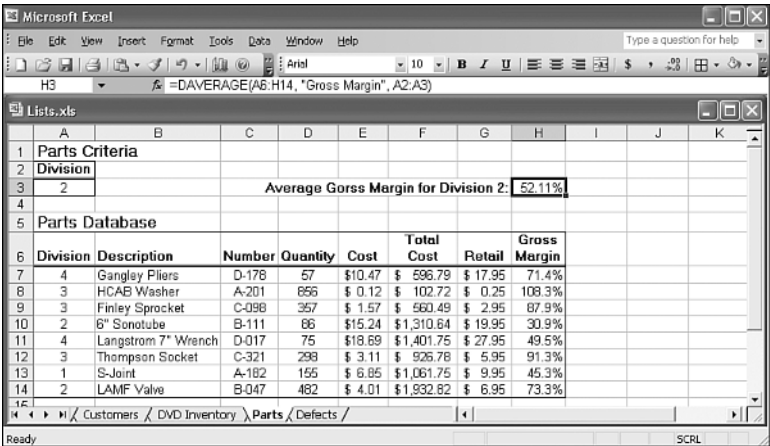 Microsoft Excel
File Edit View Insert Format Tools Data Window Help Type a question for help
Arial 10 B I U $ ,
H3 fx =DAVERAGE(A6:H14, "Gross Margin", A2:A3)
Lists.xls
A B C D E F G H I J K
1 Parts Criteria
2 Division
3 2 Average Gorss Margin for Division 2: 52.11%
4
5 Parts Database
Total Gross
6 Division Description Number Quantity Cost Cost Retail Margin
7 4 Gangley Pliers D-178 57 $10.47 $ 596.79 $ 17.95 71.4%
8 3 HCAB Washer A-201 856 $ 0.12 $ 102.72 $ 0.25 108.3%
9 3 Finley Sprocket C-098 357 $ 1.57 $ 560.49 $ 2.95 87.9%
10 2 6" Sonotube B-111 86 $15.24 $1,310.64 $ 19.95 30.9%
11 4 Langstrom 7" Wrench D-017 75 $18.69 $1,401.75 $ 27.95 49.5%
12 3 Thompson Socket C-321 298 $ 3.11 $ 926.78 $ 5.95 91.3%
13 1 S-Joint A-182 155 $ 6.85 $1,061.75 $ 9.95 45.3%
14 2 LAMF Valve B-047 482 $ 4.01 $1,932.82 $ 6.95 73.3%
15
Customers / DVD Inventory \ Parts / Defects /
Ready SCRL